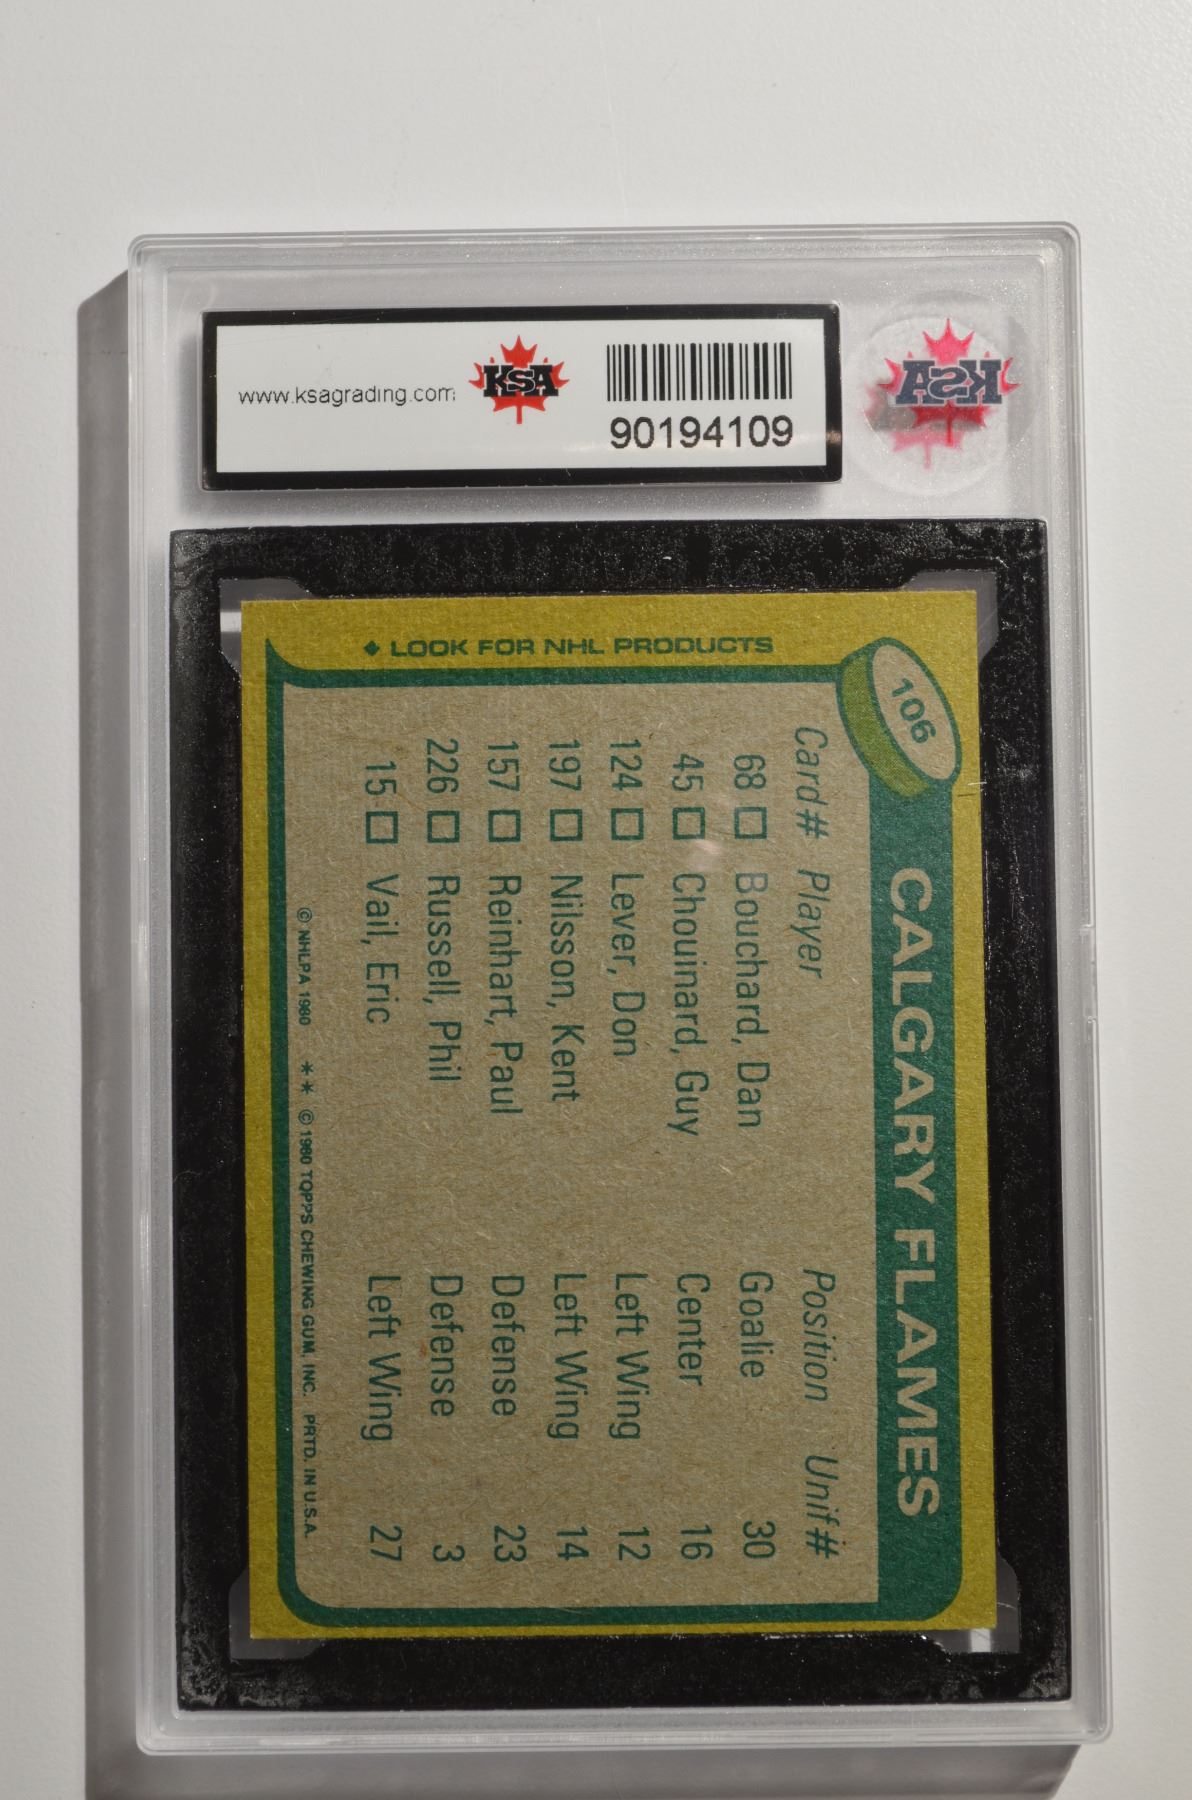 www.ksagrading.com
KSA
90194109
KSA
LOOK FOR NHL PRODUCTS
106
CALGARY FLAMES
Card# Player Position Unif#
68 Bouchard, Dan Goalie 30
45 Chouinard, Guy Center 16
124 Lever, Don Left Wing 12
197 Nilsson, Kent Left Wing 14
157 Reinhart, Paul Defense 23
226 Russell, Phil Defense 3
15 Vail, Eric Left Wing 27
© NHLPA 1980 ** © 1980 TOPPS CHEWING GUM, INC. PRTD. IN U.S.A.